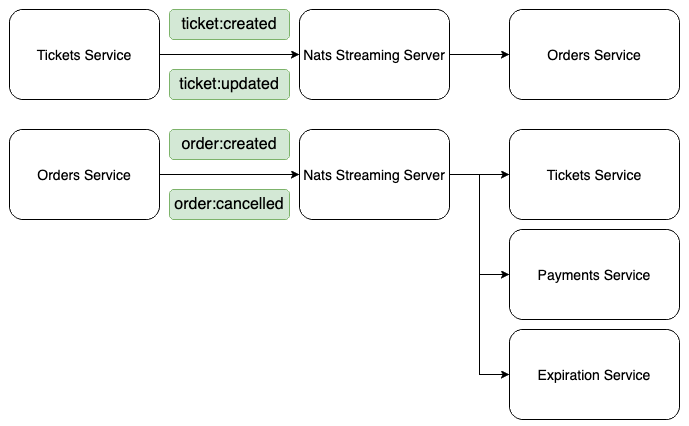 ticket:created
Tickets Service
Nats Streaming Server
Orders Service
ticket:updated
order:created
Orders Service
Nats Streaming Server
Tickets Service
order:cancelled
Payments Service
Expiration Service